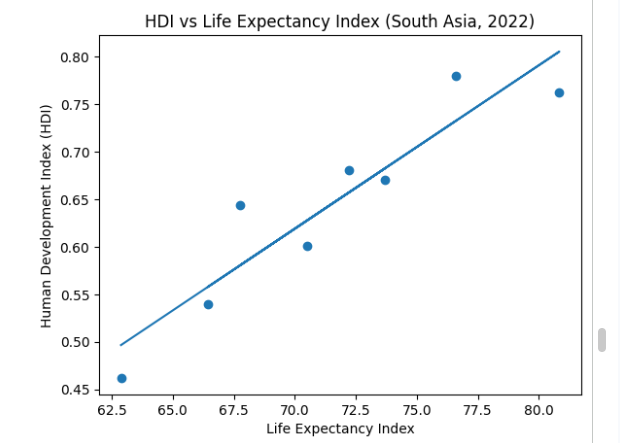 HDI vs Life Expectancy Index (South Asia, 2022)
Human Development Index (HDI)
0.80
0.75
0.70
0.65
0.60
0.55
0.50
0.45
62.5 65.0 67.5 70.0 72.5 75.0 77.5 80.0
Life Expectancy Index